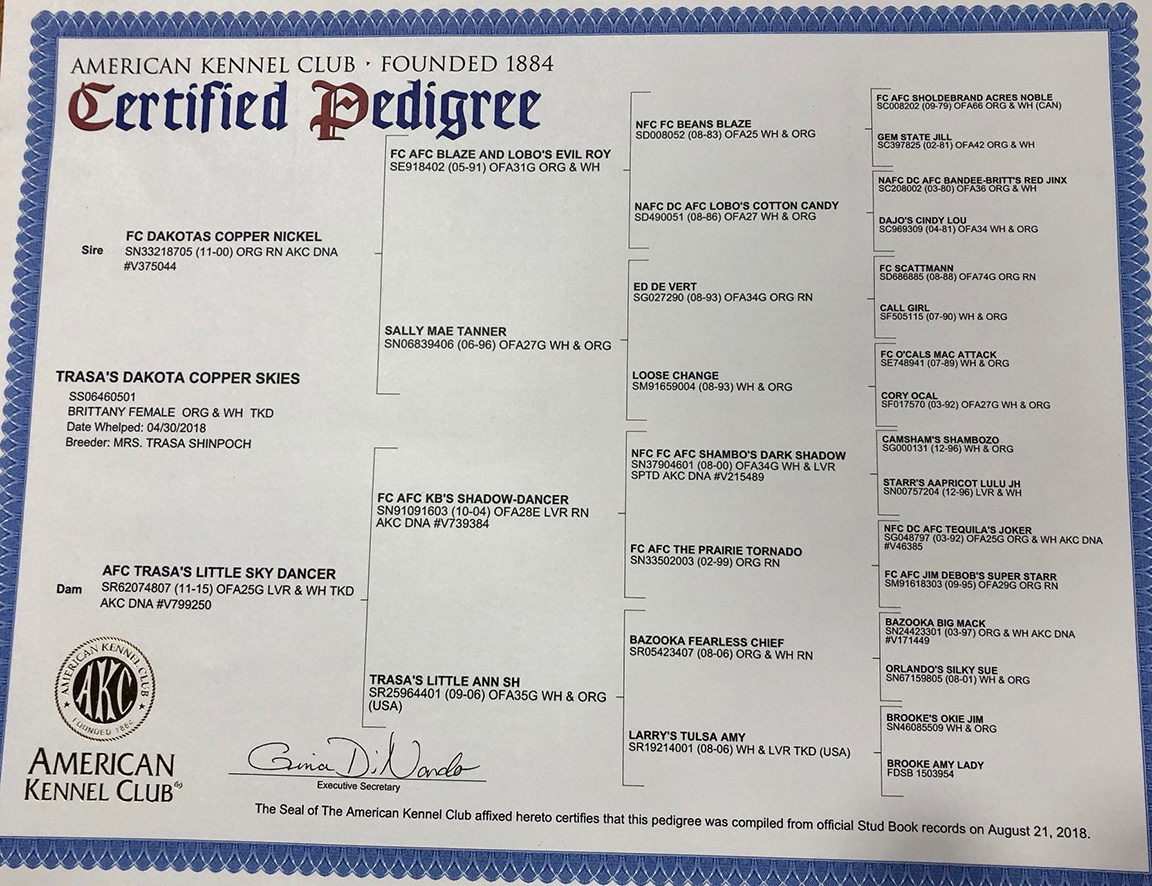 AMERICAN KENNEL CLUB · FOUNDED 1884
Certified Pedigree
Sire
FC DAKOTAS COPPER NICKEL
SN33218705 (11-00) ORG RN AKC DNA
#V375044
TRASA'S DAKOTA COPPER SKIES
SS06460501
BRITTANY FEMALE ORG & WH TKD
Date Whelped: 04/30/2018
Breeder: MRS. TRASA SHINPOCH
Dam
AFC TRASA'S LITTLE SKY DANCER
SR62074807 (11-15) OFA25G LVR & WH TKD
AKC DNA #V799250
FC AFC BLAZE AND LOBO'S EVIL ROY
SE918402 (05-91) OFA31G ORG & WH
SALLY MAE TANNER
SN06839406 (06-96) OFA27G WH & ORG
FC AFC KB'S SHADOW-DANCER
SN91091603 (10-04) OFA28E LVR RN
AKC DNA #V739384
TRASA'S LITTLE ANN SH
SR25964401 (09-06) OFA35G WH & ORG
(USA)
NFC FC BEANS BLAZE
SD008052 (08-83) OFA25 WH & ORG
NAFC DC AFC LOBO'S COTTON CANDY
SD490051 (08-86) OFA27 WH & ORG
ED DE VERT
SG027290 (08-93) OFA34G ORG RN
LOOSE CHANGE
SM91659004 (08-93) WH & ORG
NFC FC AFC SHAMBO'S DARK SHADOW
SN37904601 (08-00) OFA34G WH & LVR
SPTD AKC DNA #V215489
FC AFC THE PRAIRIE TORNADO
SN33502003 (02-99) ORG RN
BAZOOKA FEARLESS CHIEF
SR05423407 (08-06) ORG & WH RN
LARRY'S TULSA AMY
SR19214001 (08-06) WH & LVR TKD (USA)
FC AFC SHOLDEBRAND ACRES NOBLE
SC008202 (09-79) OFA66 ORG & WH (CAN)
GEM STATE JILL
SC397825 (02-81) OFA42 ORG & WH
NAFC DC AFC BANDEE-BRITT'S RED JINX
SC208002 (03-80) OFA36 ORG & WH
DAJO'S CINDY LOU
SC969309 (04-81) OFA34 WH & ORG
FC SCATTMANN
SD686885 (08-88) OFA74G ORG RN
CALL GIRL
SF505115 (07-90) WH & ORG
FC O'CALS MAC ATTACK
SE748941 (07-89) WH & ORG
CORY OCAL
SF017570 (03-92) OFA27G WH & ORG
CAMSHAM'S SHAMBOZO
SG000131 (12-96) WH & ORG
STARR'S AAPRICOT LULU JH
SN00757204 (12-96) LVR & WH
NFC DC AFC TEQUILA'S JOKER
SG048797 (03-92) OFA25G ORG & WH AKC DNA
#V46385
FC AFC JIM DEBOB'S SUPER STARR
SM91618303 (09-95) OFA29G ORG RN
BAZOOKA BIG MACK
SN24423301 (03-97) ORG & WH AKC DNA
#V171449
ORLANDO'S SILKY SUE
SN67159805 (08-01) WH & ORG
BROOKE'S OKIE JIM
SN46085509 WH & ORG
BROOKE AMY LADY
FDSB 1503954
AMERICAN KENNEL CLUB
AKC
FOUNDED 1884
AMERICAN
KENNEL CLUB®
Gina DiNardo
Executive Secretary
The Seal of The American Kennel Club affixed hereto certifies that this pedigree was compiled from official Stud Book records on August 21, 2018.